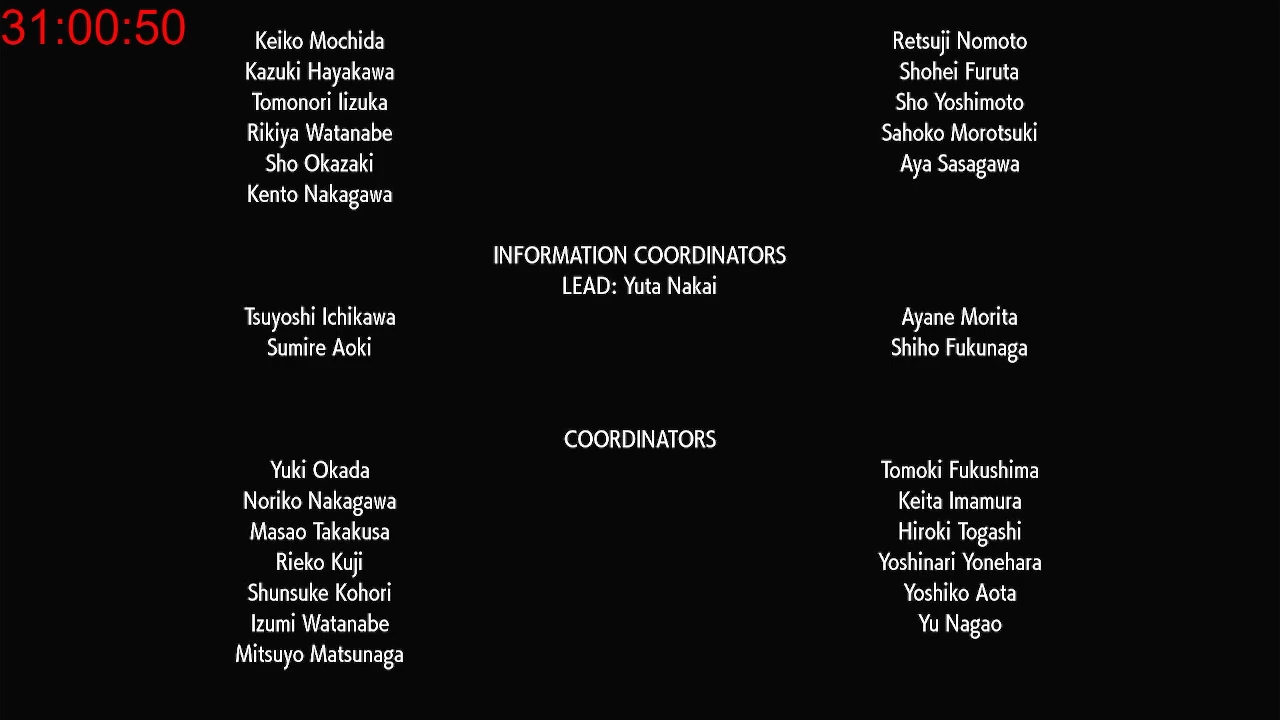 31:00:50
Keiko Mochida Retsuji Nomoto
Kazuki Hayakawa Shohei Furuta
Tomonori Iizuka Sho Yoshimoto
Rikiya Watanabe Sahoko Morotsuki
Sho Okazaki Aya Sasagawa
Kento Nakagawa
INFORMATION COORDINATORS
LEAD: Yuta Nakai
Tsuyoshi Ichikawa Ayane Morita
Sumire Aoki Shiho Fukunaga
COORDINATORS
Yuki Okada Tomoki Fukushima
Noriko Nakagawa Keita Imamura
Masao Takakusa Hiroki Togashi
Rieko Kuji Yoshinari Yonehara
Shunsuke Kohori Yoshiko Aota
Izumi Watanabe Yu Nagao
Mitsuyo Matsunaga